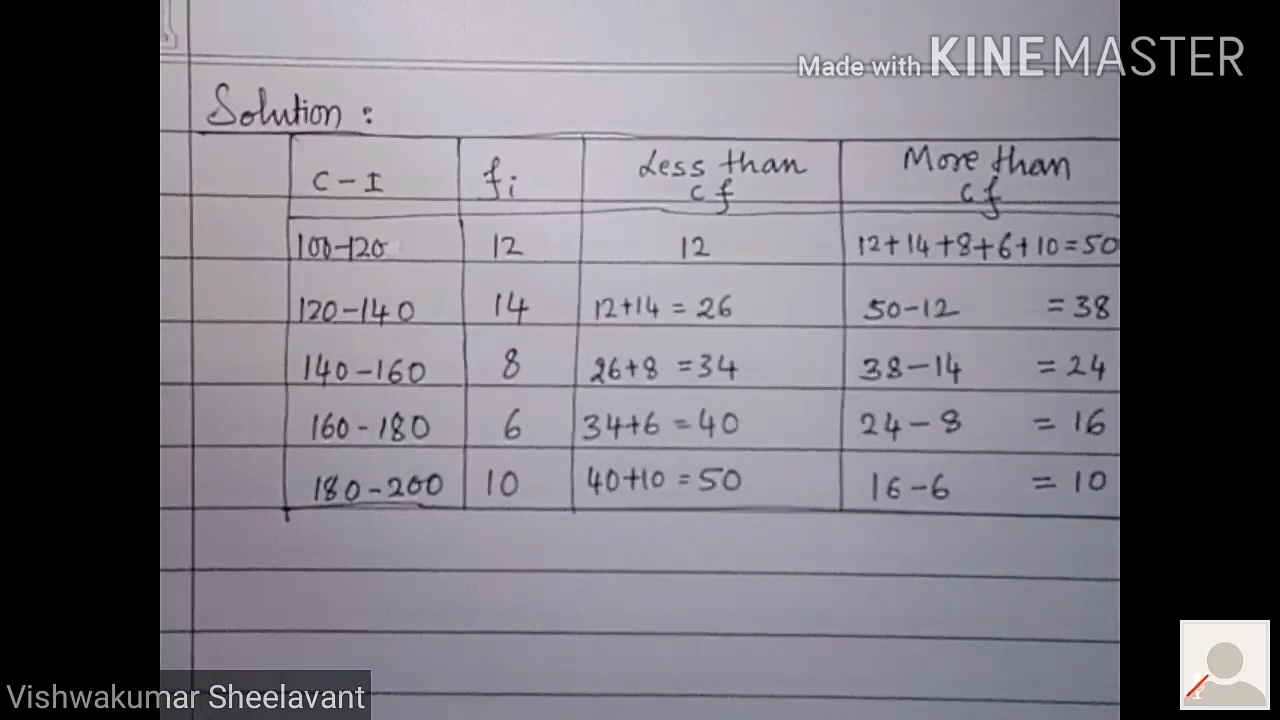 Made with KINEMASTER
Solution :
C - I fi Less than cf More than cf
100-120 12 12 12+14+8+6+10=50
120-140 14 12+14 = 26 50-12 = 38
140-160 8 26+8 = 34 38-14 = 24
160-180 6 34+6 = 40 24-8 = 16
180-200 10 40+10 = 50 16-6 = 10
Vishwakumar Sheelavant